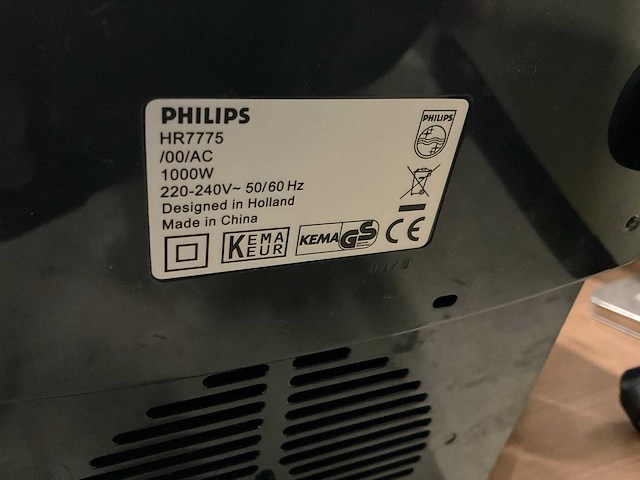 PHILIPS
HR7775
/00/AC
1000W
220-240V~ 50/60 Hz
Designed in Holland
Made in China
PHILIPS
KEMA
KEUR
KEMA GS
CE